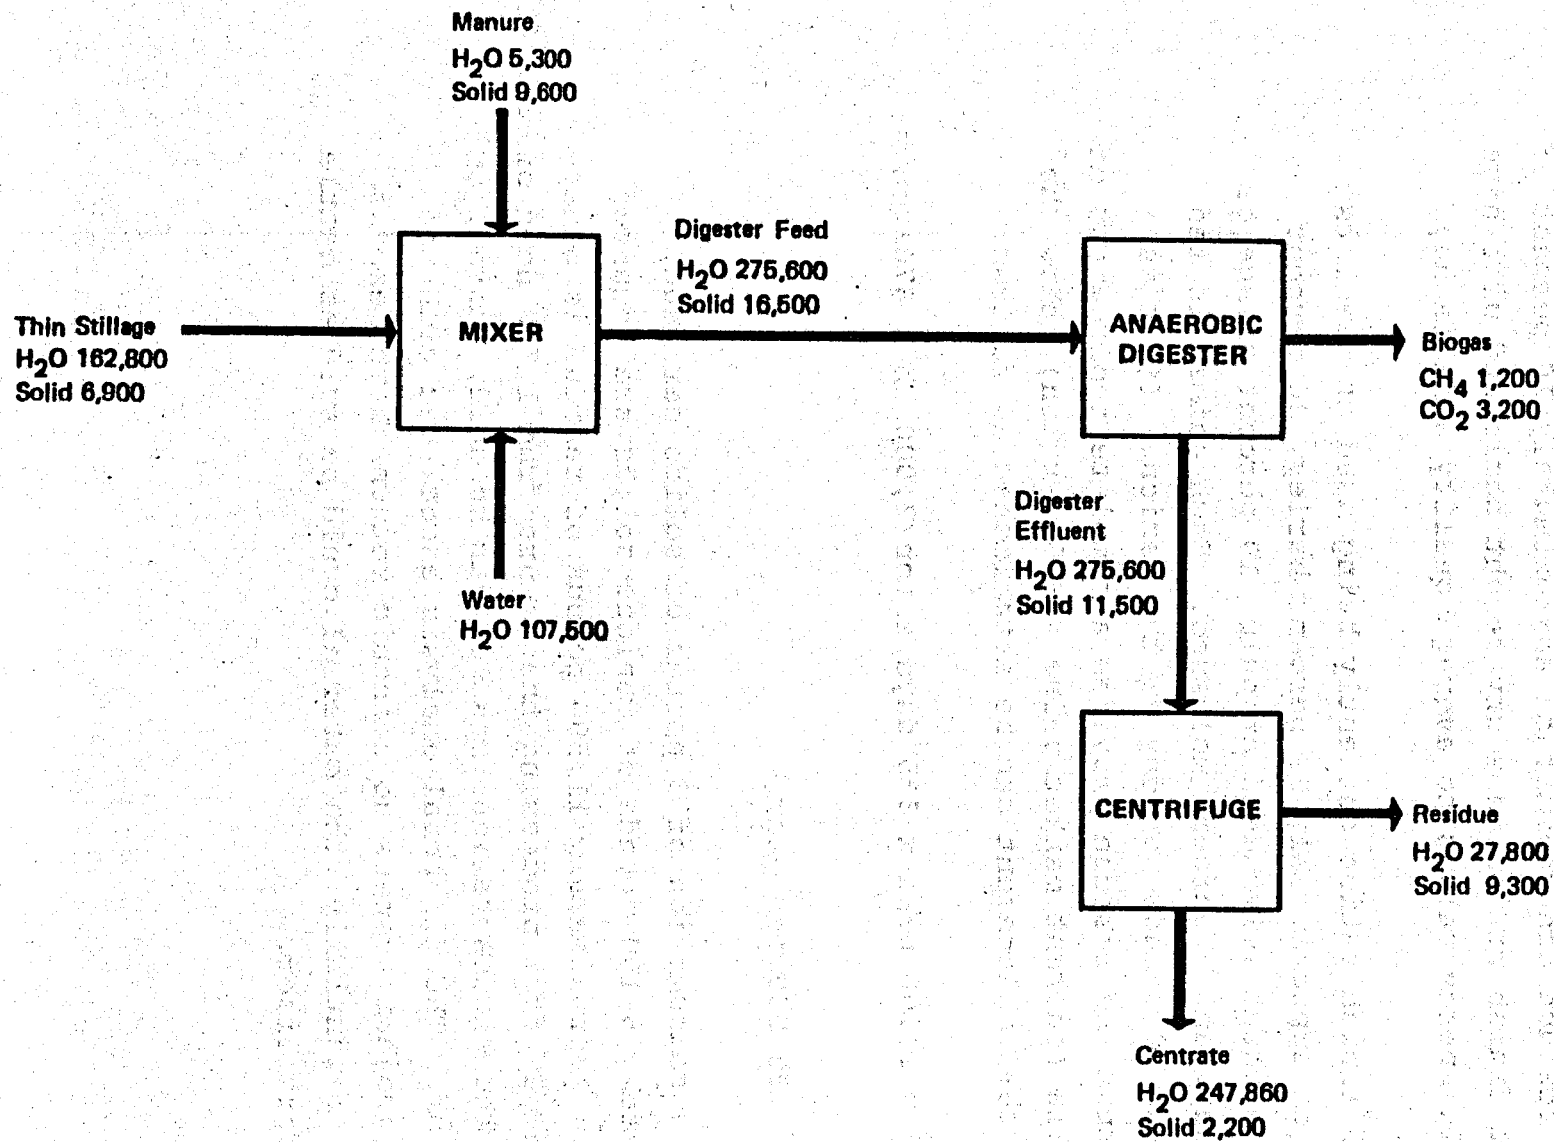 Manure
H₂O 5,300
Solid 9,600
Digester Feed
H₂O 275,600
Solid 16,500
Thin Stillage
H₂O 162,800
Solid 6,900
MIXER
ANAEROBIC
DIGESTER
Biogas
CH₄ 1,200
CO₂ 3,200
Digester
Effluent
H₂O 275,600
Solid 11,500
Water
H₂O 107,500
CENTRIFUGE
Residue
H₂O 27,800
Solid 9,300
Centrate
H₂O 247,860
Solid 2,200